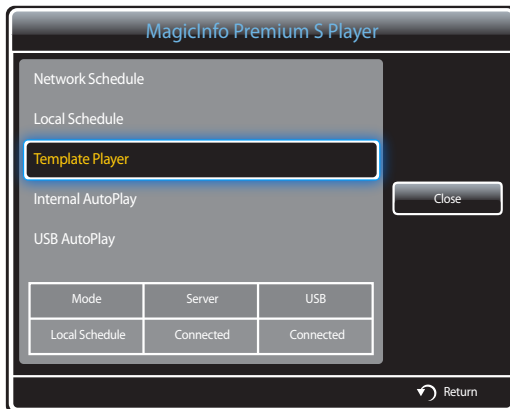 MagicInfo Premium S Player
Network Schedule
Local Schedule
Template Player
Internal AutoPlay
Close
USB AutoPlay
Mode Server USB
Local Schedule Connected Connected
Return